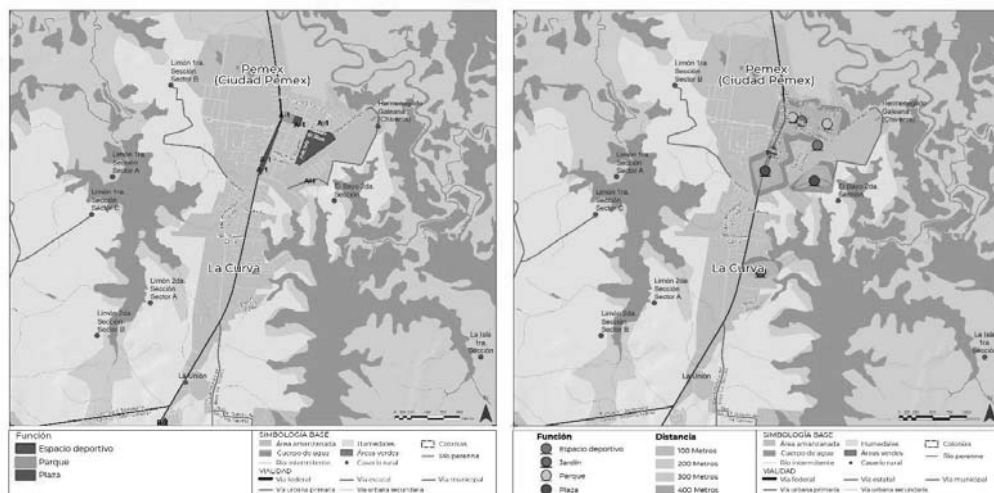 Pemex
(Ciudad Pemex)
Limón 1ra.
Sección
Sector B
Hermenegildo
Galeana
(Chiveros)
Limón 1ra.
Sección
Sector A
Limón 1ra.
Sección
Sector C
El Bayo 2da.
Sección
La Curva
Limón 2da.
Sección
Sector A
Limón 2da.
Sección
Sector B
La Isla
1ra.
Sección
La Unión
Función
Espacio deportivo
Parque
Plaza
SIMBOLOGÍA BASE
Área amanzanada
Cuerpo de agua
Río intermitente
Humedales
Áreas verdes
Caserío rural
Colonias
Río perenne
VIALIDAD
Vía federal
Vía estatal
Vía municipal
Vía urbana primaria
Vía urbana secundaria
Pemex
(Ciudad Pemex)
Limón 1ra.
Sección
Sector B
Hermenegildo
Galeana
(Chiveros)
Limón 1ra.
Sección
Sector A
Limón 1ra.
Sección
Sector C
El Bayo 2da.
Sección
La Curva
Limón 2da.
Sección
Sector A
Limón 2da.
Sección
Sector B
La Isla
1ra.
Sección
La Unión
Función
Espacio deportivo
Jardín
Parque
Plaza
Distancia
100 Metros
200 Metros
300 Metros
400 Metros
SIMBOLOGÍA BASE
Área amanzanada
Cuerpo de agua
Río intermitente
Humedales
Áreas verdes
Caserío rural
Colonias
Río perenne
VIALIDAD
Vía federal
Vía estatal
Vía municipal
Vía urbana primaria
Vía urbana secundaria